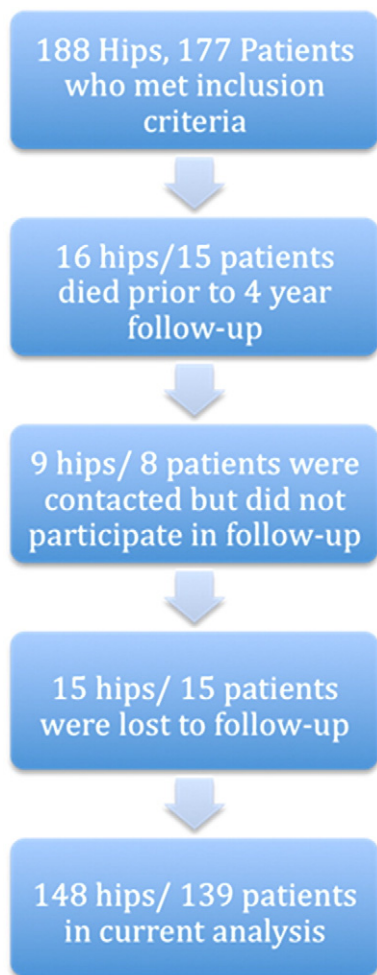 188 Hips, 177 Patients
who met inclusion
criteria
16 hips/15 patients
died prior to 4 year
follow-up
9 hips/ 8 patients were
contacted but did not
participate in follow-up
15 hips/ 15 patients
were lost to follow-up
148 hips/ 139 patients
in current analysis